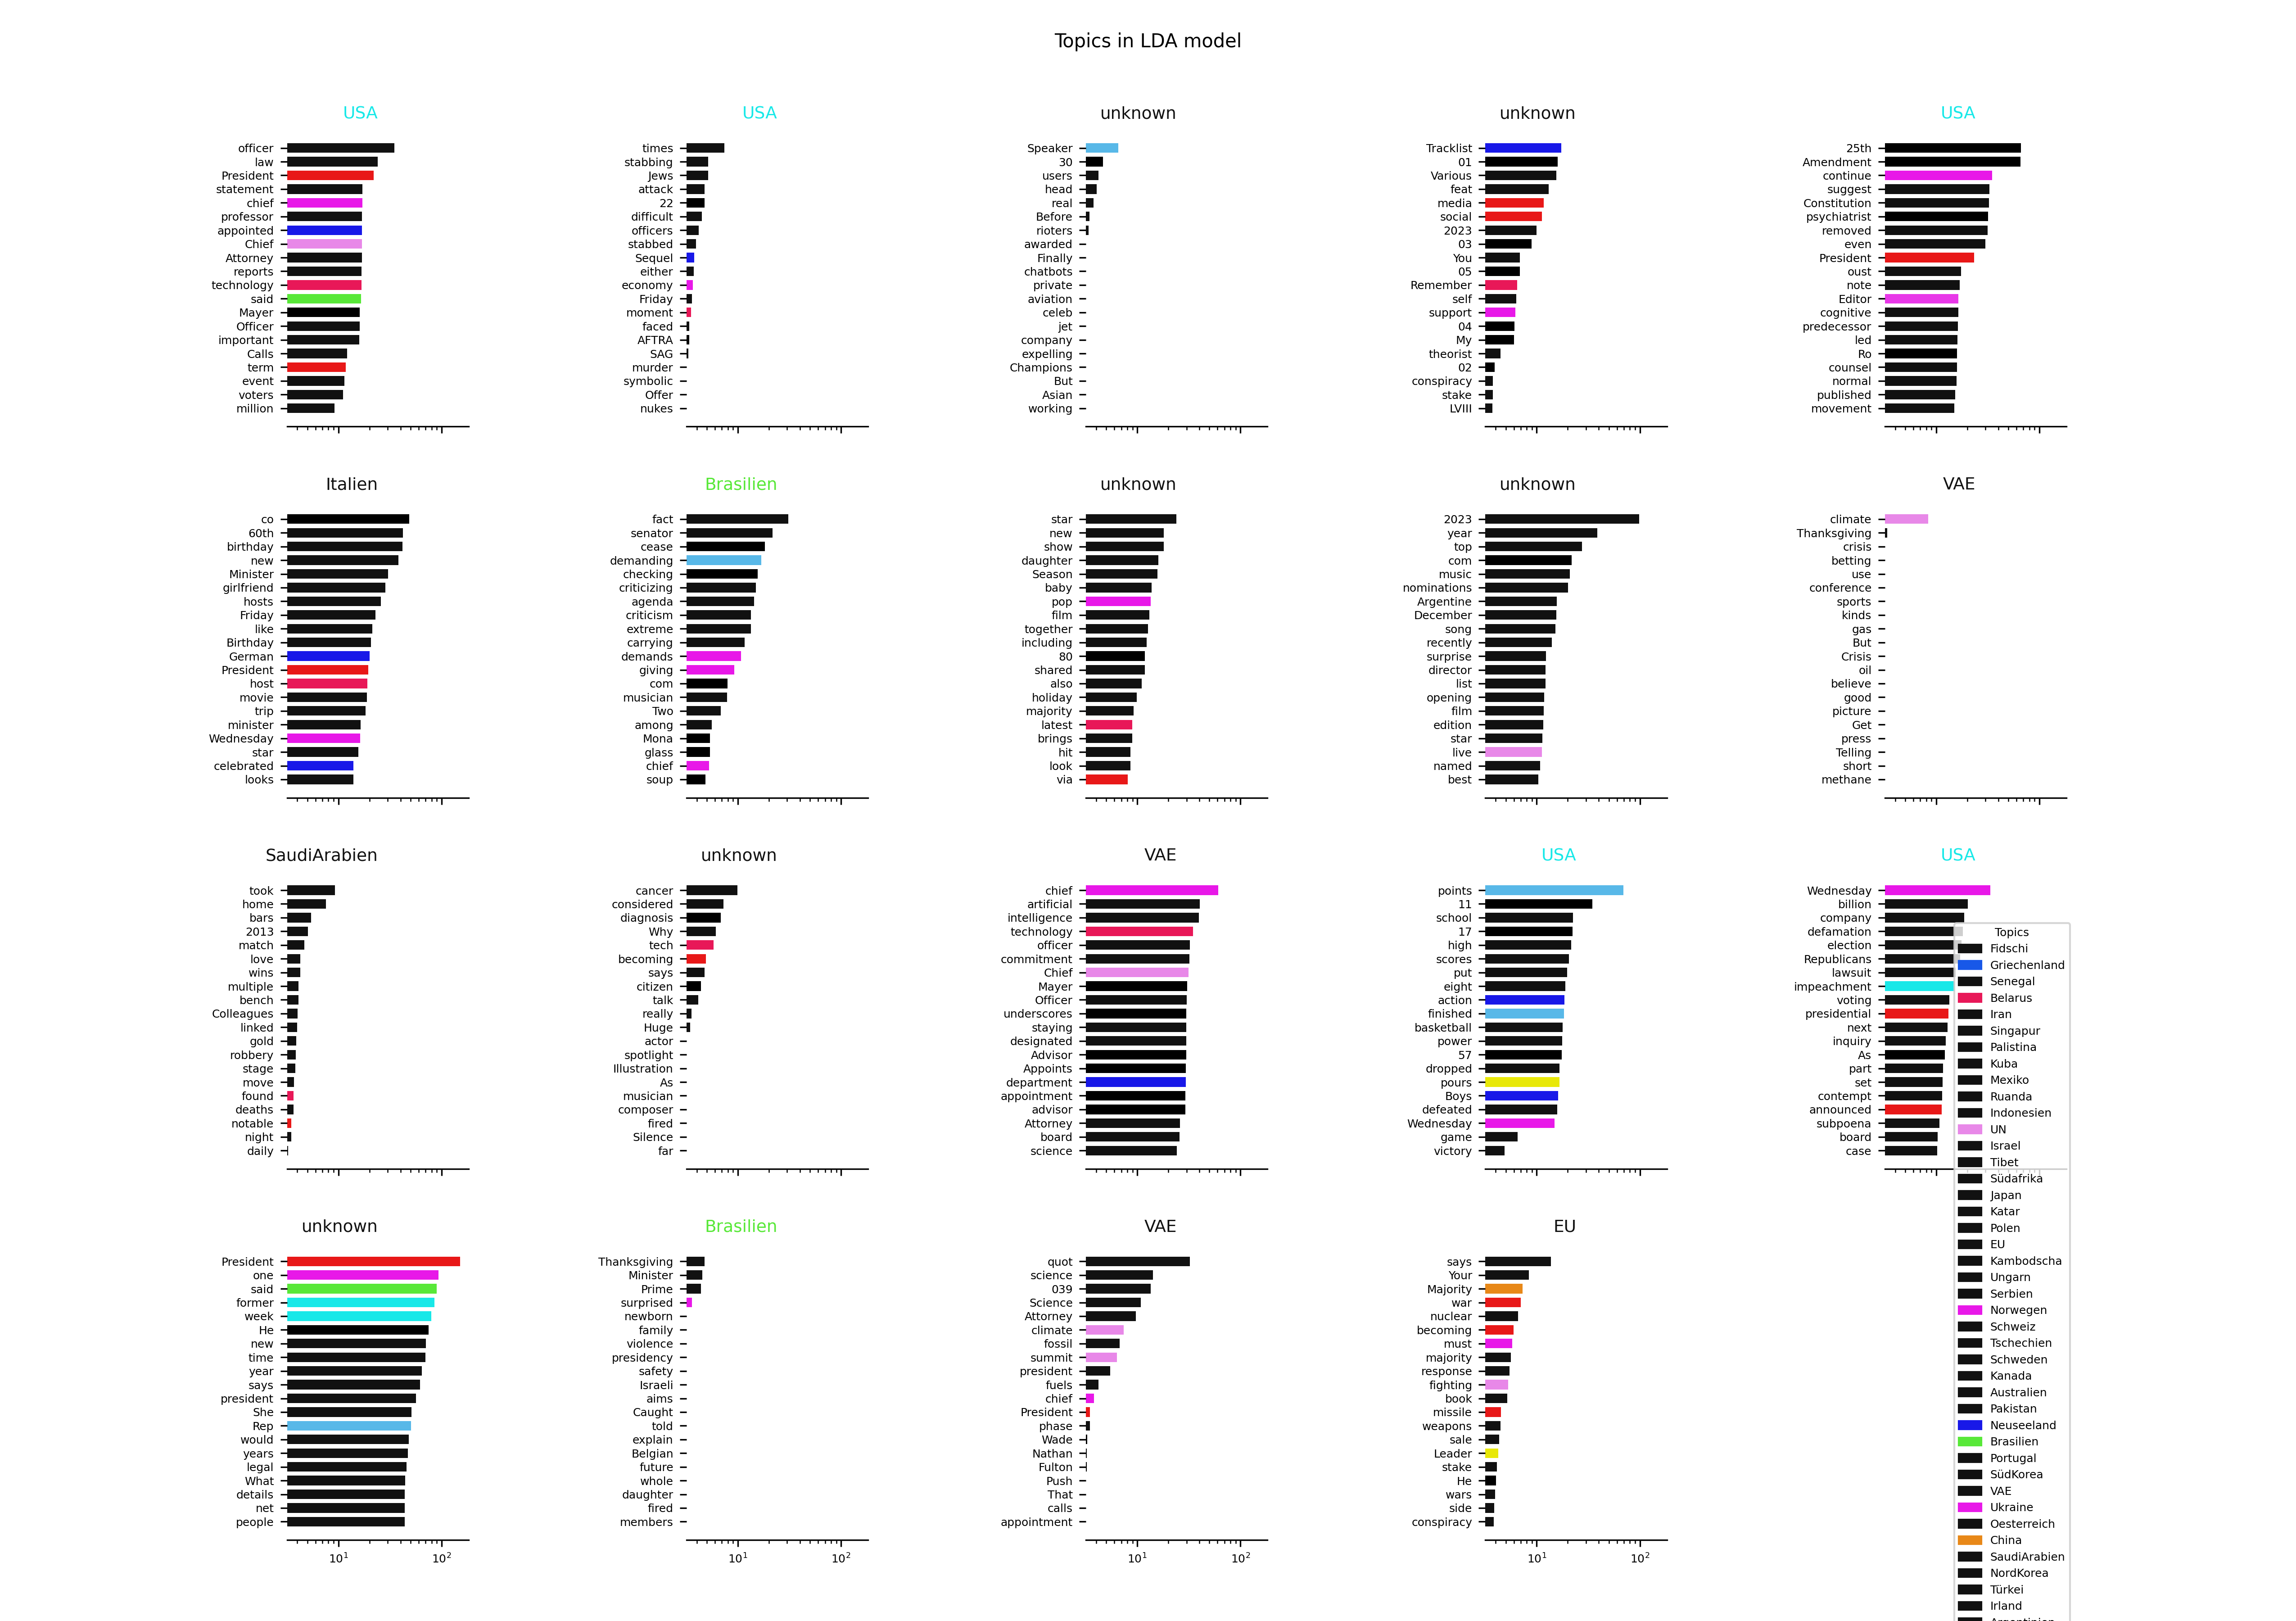 Topics in LDA model
USA
officer
law
President
statement
chief
professor
appointed
Chief
Attorney
reports
technology
said
Mayer
Officer
important
Calls
term
event
voters
million
USA
times
stabbing
Jews
attack
22
difficult
officers
stabbed
Sequel
either
economy
Friday
moment
faced
AFTRA
SAG
murder
symbolic
Offer
nukes
unknown
Speaker
30
users
head
real
Before
rioters
awarded
Finally
chatbots
private
aviation
celeb
jet
company
expelling
Champions
But
Asian
working
unknown
Tracklist
01
Various
feat
media
social
2023
03
You
05
Remember
self
support
04
My
theorist
02
conspiracy
stake
LVIII
USA
25th
Amendment
continue
suggest
Constitution
psychiatrist
removed
even
President
oust
note
Editor
cognitive
predecessor
led
Ro
counsel
normal
published
movement
Italien
co
60th
birthday
new
Minister
girlfriend
hosts
Friday
like
Birthday
German
President
host
movie
trip
minister
Wednesday
star
celebrated
looks
Brasilien
fact
senator
cease
demanding
checking
criticizing
agenda
criticism
extreme
carrying
demands
giving
com
musician
Two
among
Mona
glass
chief
soup
unknown
star
new
show
daughter
Season
baby
pop
film
together
including
80
shared
also
holiday
majority
latest
brings
hit
look
via
unknown
2023
year
top
com
music
nominations
Argentine
December
song
recently
surprise
director
list
opening
film
edition
star
live
named
best
VAE
climate
Thanksgiving
crisis
betting
use
conference
sports
kinds
gas
But
Crisis
oil
believe
good
picture
Get
press
Telling
short
methane
SaudiArabien
took
home
bars
2013
match
love
wins
multiple
bench
Colleagues
linked
gold
robbery
stage
move
found
deaths
notable
night
daily
unknown
cancer
considered
diagnosis
Why
tech
becoming
says
citizen
talk
really
Huge
actor
spotlight
Illustration
As
musician
composer
fired
Silence
far
VAE
chief
artificial
intelligence
technology
officer
commitment
Chief
Mayer
Officer
underscores
staying
designated
Advisor
Appoints
department
appointment
advisor
Attorney
board
science
USA
points
11
school
17
high
scores
put
eight
action
finished
basketball
power
57
dropped
pours
Boys
defeated
Wednesday
game
victory
USA
Wednesday
billion
company
defamation
election
Republicans
lawsuit
impeachment
voting
presidential
next
inquiry
As
part
set
contempt
announced
subpoena
board
case
unknown
President
one
said
former
week
He
new
time
year
says
president
She
Rep
would
years
legal
What
details
net
people
10¹
10²
Brasilien
Thanksgiving
Minister
Prime
surprised
newborn
family
violence
presidency
safety
Israeli
aims
Caught
told
explain
Belgian
future
whole
daughter
fired
members
10¹
10²
VAE
quot
science
039
Science
Attorney
climate
fossil
summit
president
fuels
chief
President
phase
Wade
Nathan
Fulton
Push
That
calls
appointment
10¹
10²
EU
says
Your
Majority
war
nuclear
becoming
must
majority
response
fighting
book
missile
weapons
sale
Leader
stake
He
wars
side
conspiracy
10¹
10²
Topics
Fidschi
Griechenland
Senegal
Belarus
Iran
Singapur
Palistina
Kuba
Mexiko
Ruanda
Indonesien
UN
Israel
Tibet
Südafrika
Japan
Katar
Polen
EU
Kambodscha
Ungarn
Serbien
Norwegen
Schweiz
Tschechien
Schweden
Kanada
Australien
Pakistan
Neuseeland
Brasilien
Portugal
SüdKorea
VAE
Ukraine
Oesterreich
China
SaudiArabien
NordKorea
Türkei
Irland